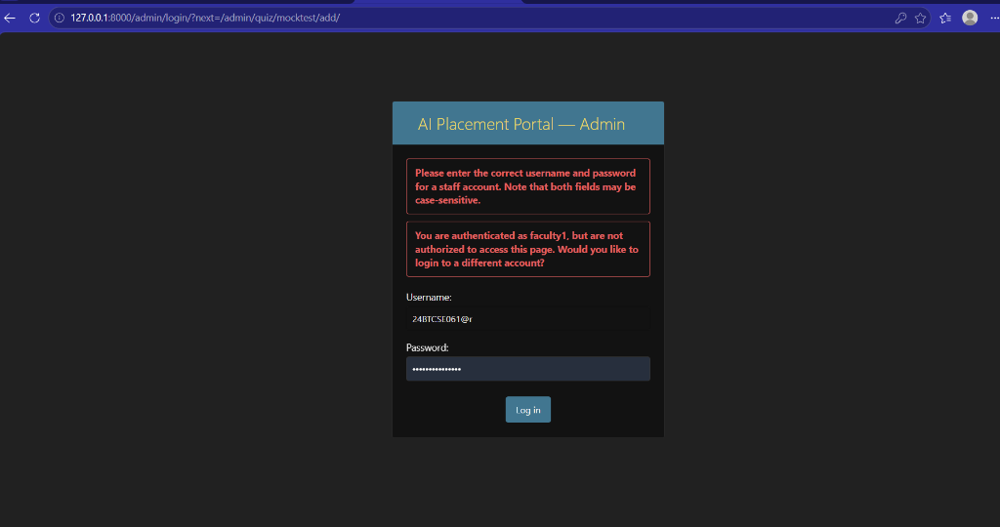 127.0.0.1:8000/admin/login/?next=/admin/quiz/mocktest/add/
AI Placement Portal — Admin
Please enter the correct username and password
for a staff account. Note that both fields may be
case-sensitive.
You are authenticated as faculty1, but are not
authorized to access this page. Would you like to
login to a different account?
Username:
24BTCSE061@r
Password:
Log in